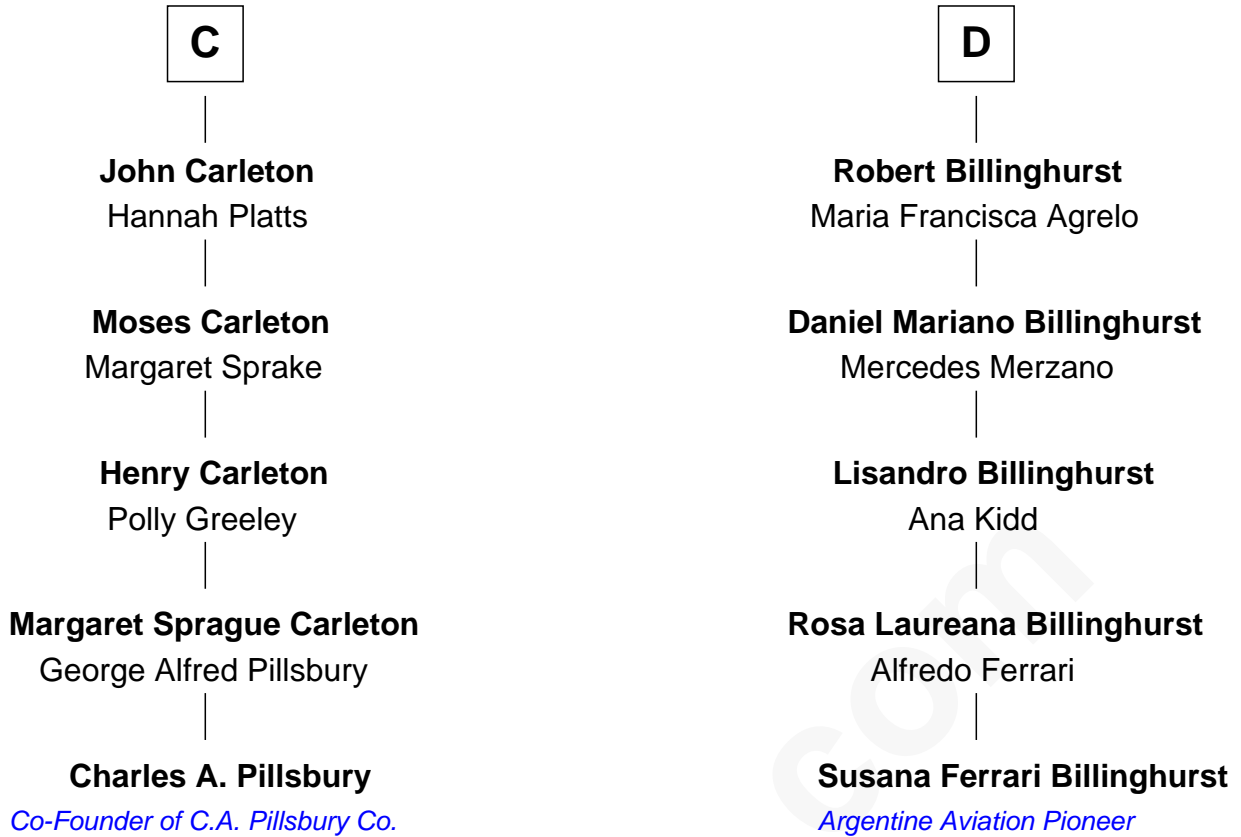 C
John Carleton
Hannah Platts
Moses Carleton
Margaret Sprake
Henry Carleton
Polly Greeley
Margaret Sprague Carleton
George Alfred Pillsbury
Charles A. Pillsbury
Co-Founder of C.A. Pillsbury Co.
D
Robert Billinghurst
Maria Francisca Agrelo
Daniel Mariano Billinghurst
Mercedes Merzano
Lisandro Billinghurst
Ana Kidd
Rosa Laureana Billinghurst
Alfredo Ferrari
Susana Ferrari Billinghurst
Argentine Aviation Pioneer
com